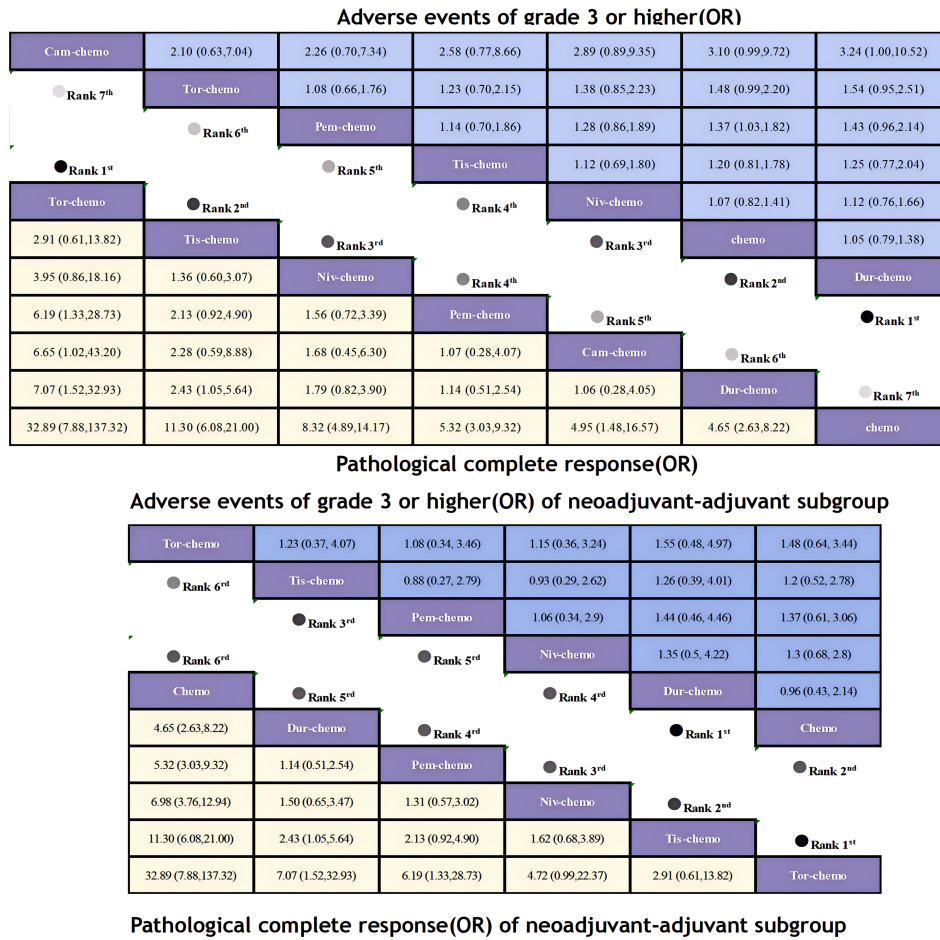 Adverse events of grade 3 or higher(OR)
Cam-chemo 2.10 (0.63,7.04) 2.26 (0.70,7.34) 2.58 (0.77,8.66) 2.89 (0.89,9.35) 3.10 (0.99,9.72) 3.24 (1.00,10.52)
Rank 7th Tor-chemo 1.08 (0.66,1.76) 1.23 (0.70,2.15) 1.38 (0.85,2.23) 1.48 (0.99,2.20) 1.54 (0.95,2.51)
Rank 6th Pem-chemo 1.14 (0.70,1.86) 1.28 (0.86,1.89) 1.37 (1.03,1.82) 1.43 (0.96,2.14)
Rank 1st Rank 5th Tis-chemo 1.12 (0.69,1.80) 1.20 (0.81,1.78) 1.25 (0.77,2.04)
Tor-chemo Rank 2nd Rank 4th Niv-chemo 1.07 (0.82,1.41) 1.12 (0.76,1.66)
2.91 (0.61,13.82) Tis-chemo Rank 3rd Rank 3rd chemo 1.05 (0.79,1.38)
3.95 (0.86,18.16) 1.36 (0.60,3.07) Niv-chemo Rank 4th Rank 2nd Dur-chemo
6.19 (1.33,28.73) 2.13 (0.92,4.90) 1.56 (0.72,3.39) Pem-chemo Rank 5th Rank 1st
6.65 (1.02,43.20) 2.28 (0.59,8.88) 1.68 (0.45,6.30) 1.07 (0.28,4.07) Cam-chemo Rank 6th
7.07 (1.52,32.93) 2.43 (1.05,5.64) 1.79 (0.82,3.90) 1.14 (0.51,2.54) 1.06 (0.28,4.05) Dur-chemo Rank 7th
32.89 (7.88,137.32) 11.30 (6.08,21.00) 8.32 (4.89,14.17) 5.32 (3.03,9.32) 4.95 (1.48,16.57) 4.65 (2.63,8.22) chemo
Pathological complete response(OR)
Adverse events of grade 3 or higher(OR) of neoadjuvant-adjuvant subgroup
Tor-chemo 1.23 (0.37, 4.07) 1.08 (0.34, 3.46) 1.15 (0.36, 3.24) 1.55 (0.48, 4.97) 1.48 (0.64, 3.44)
Rank 6rd Tis-chemo 0.88 (0.27, 2.79) 0.93 (0.29, 2.62) 1.26 (0.39, 4.01) 1.2 (0.52, 2.78)
Rank 3rd Pem-chemo 1.06 (0.34, 2.9) 1.44 (0.46, 4.46) 1.37 (0.61, 3.06)
Rank 6rd Rank 5rd Niv-chemo 1.35 (0.5, 4.22) 1.3 (0.68, 2.8)
Chemo Rank 5rd Rank 4rd Dur-chemo 0.96 (0.43, 2.14)
4.65 (2.63,8.22) Dur-chemo Rank 4rd Rank 1st Chemo
5.32 (3.03,9.32) 1.14 (0.51,2.54) Pem-chemo Rank 3rd Rank 2nd
6.98 (3.76,12.94) 1.50 (0.65,3.47) 1.31 (0.57,3.02) Niv-chemo Rank 2nd
11.30 (6.08,21.00) 2.43 (1.05,5.64) 2.13 (0.92,4.90) 1.62 (0.68,3.89) Tis-chemo Rank 1st
32.89 (7.88,137.32) 7.07 (1.52,32.93) 6.19 (1.33,28.73) 4.72 (0.99,22.37) 2.91 (0.61,13.82) Tor-chemo
Pathological complete response(OR) of neoadjuvant-adjuvant subgroup